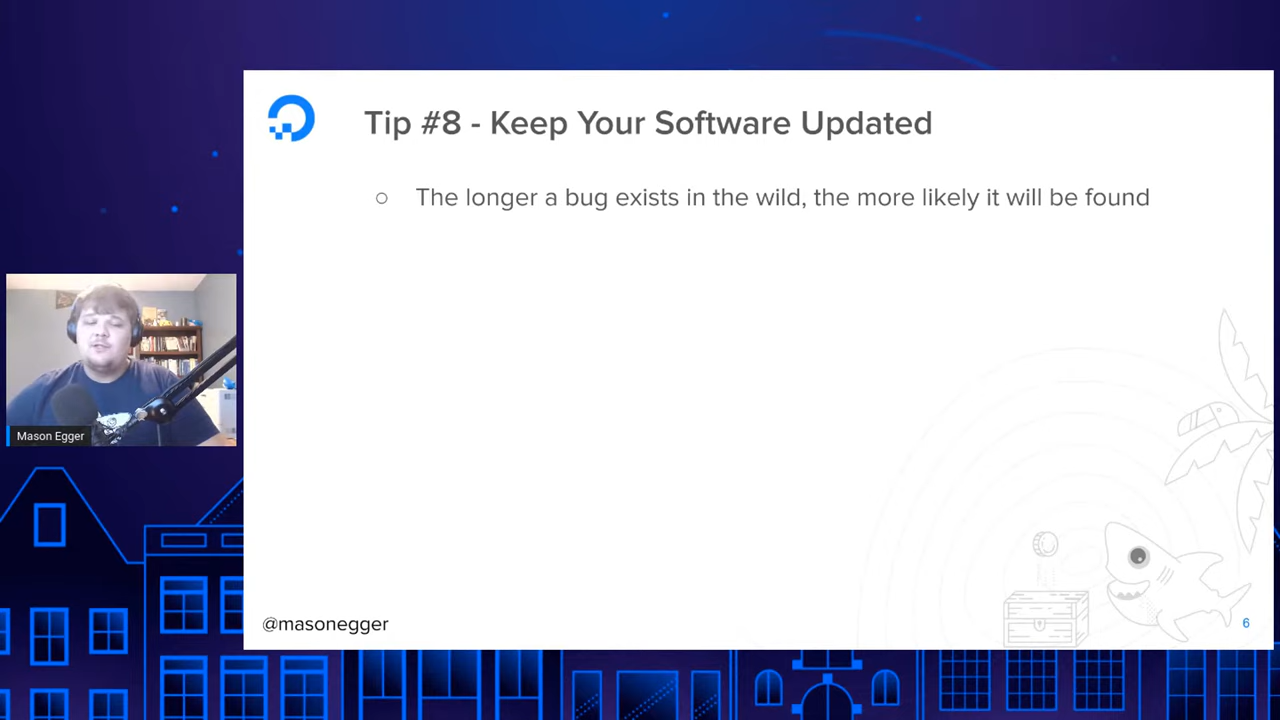 Tip #8 - Keep Your Software Updated
○ The longer a bug exists in the wild, the more likely it will be found
Mason Egger
@masonegger
6